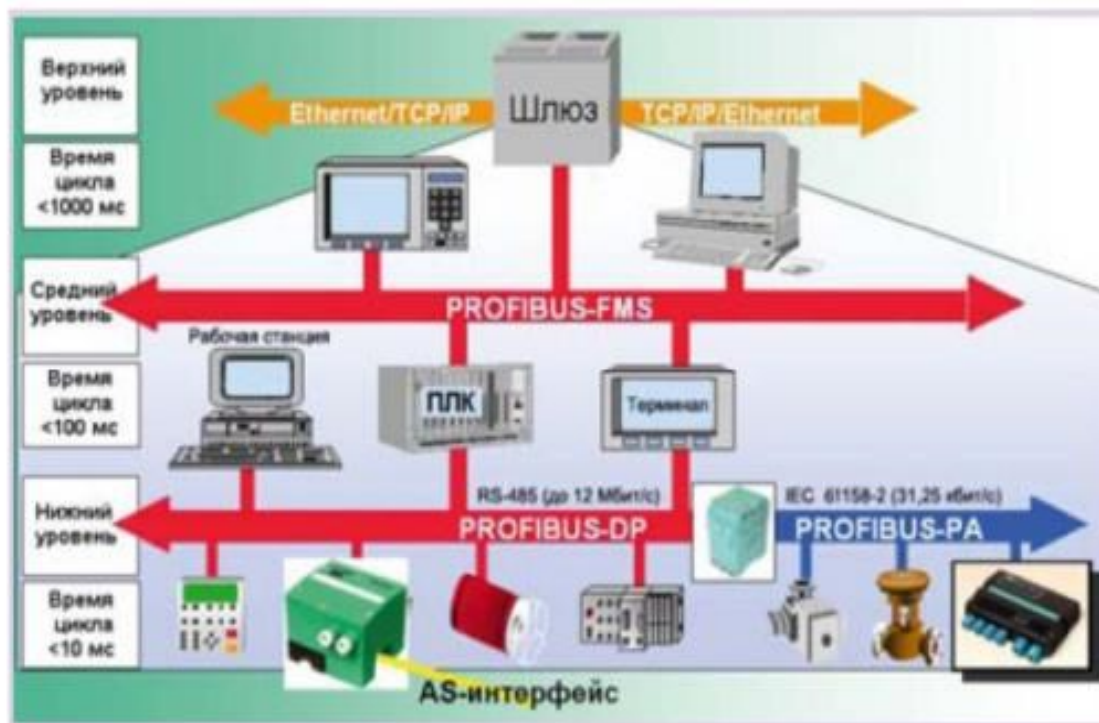 Верхний
уровень
Ethernet/TCP/IP
Шлюз
TCP/IP/Ethernet
Время
цикла
<1000 мс
Средний
уровень
PROFIBUS-FMS
Рабочая станция
Время
цикла
<100 мс
ПЛК
Терминал
Нижний
уровень
RS-485 (до 12 Мбит/с)
IEC 61158-2 (31,25 кбит/с)
PROFIBUS-DP
PROFIBUS-PA
Время
цикла
<10 мс
AS-интерфейс